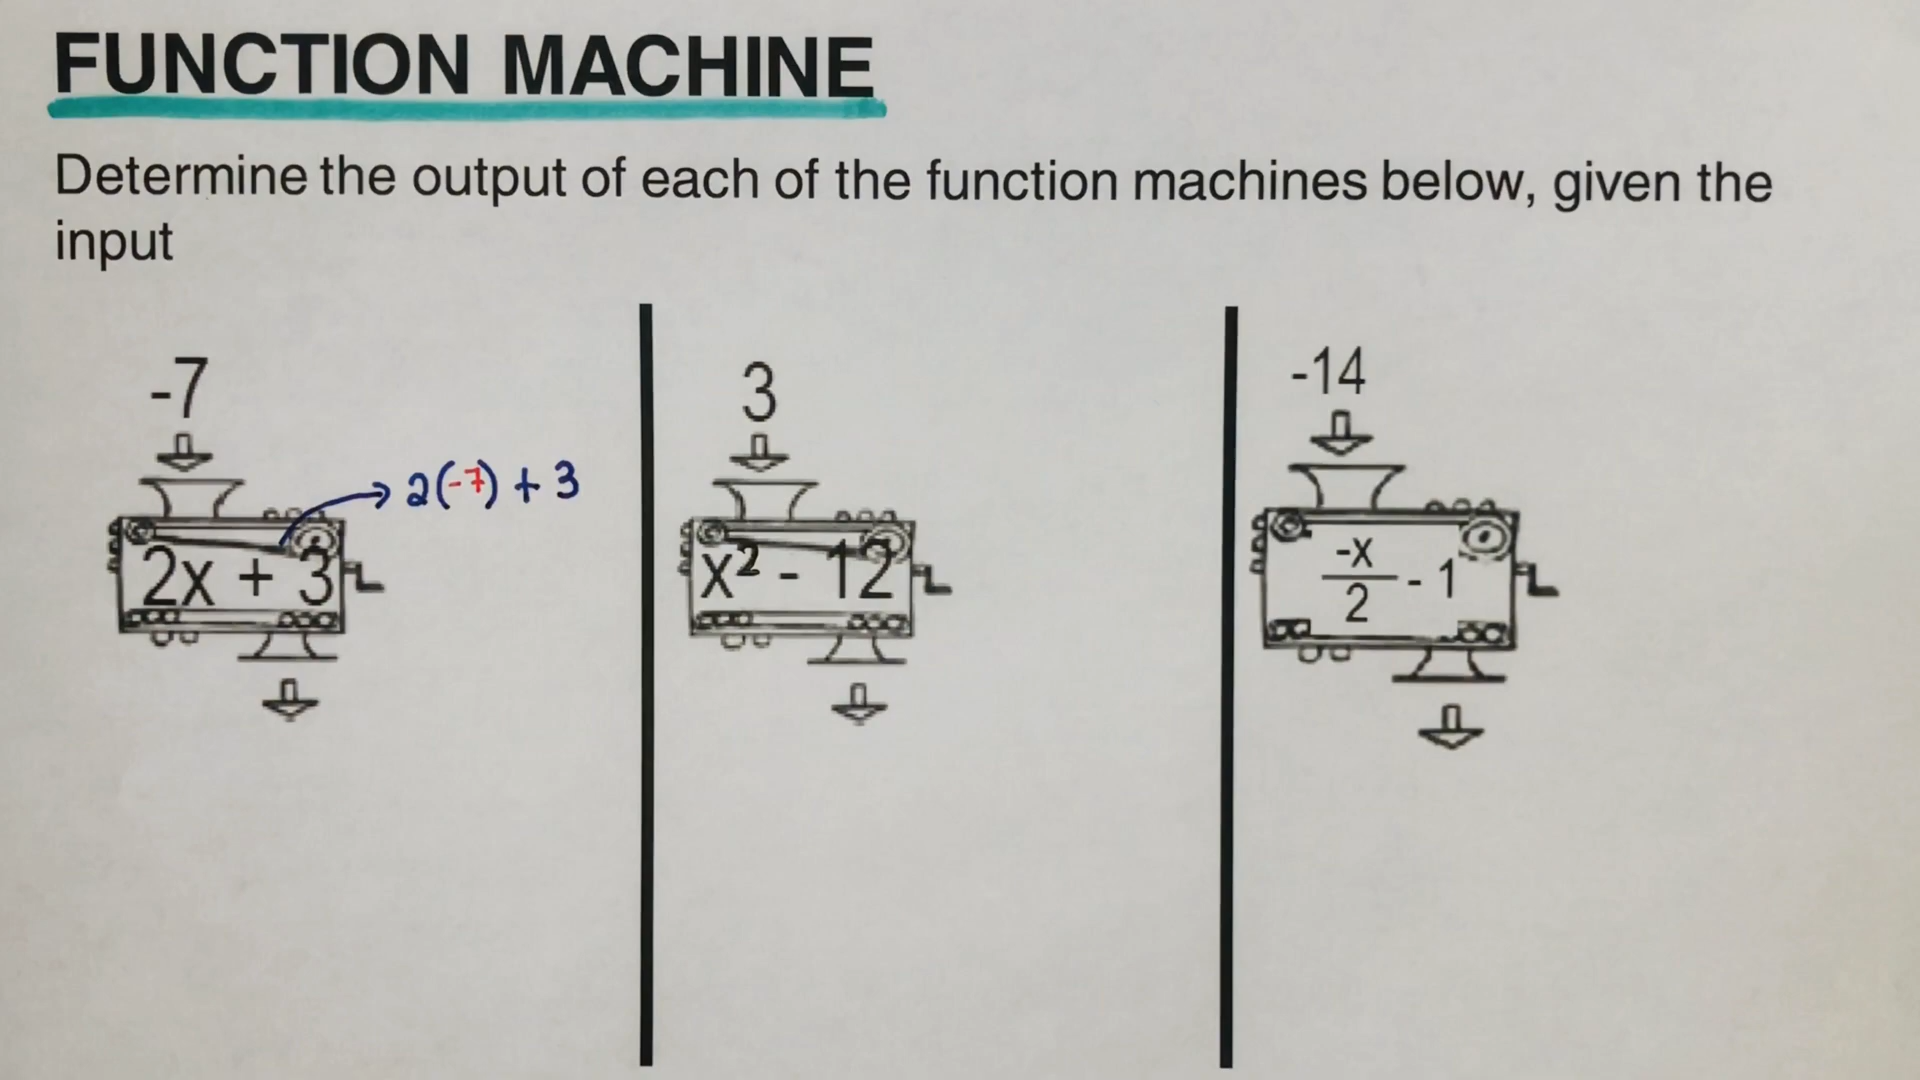 FUNCTION MACHINE
Determine the output of each of the function machines below, given the
input
-7
2(-7) + 3
2x + 3
3
x² - 12
-14
-x
2
- 1